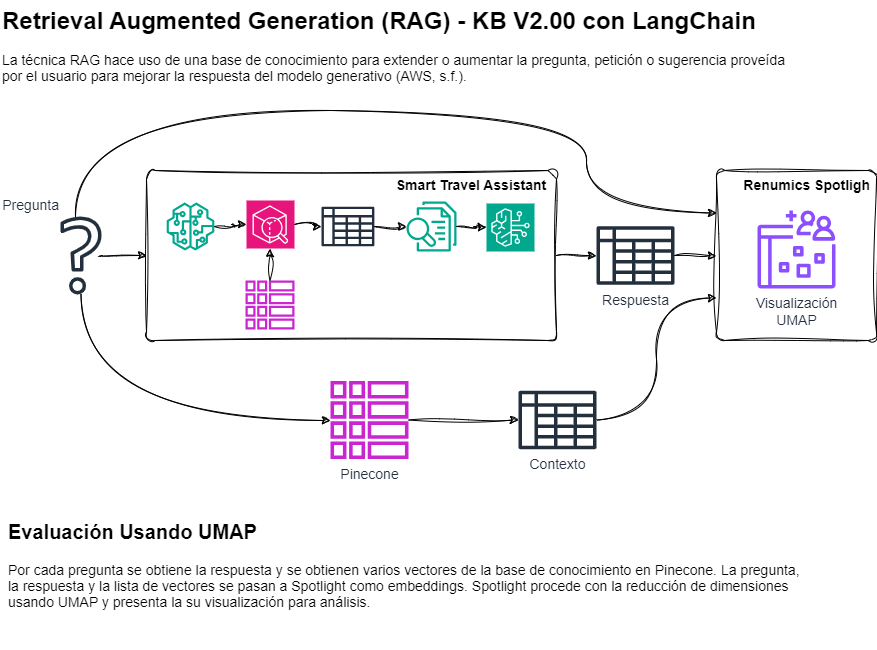 Retrieval Augmented Generation (RAG) - KB V2.00 con LangChain
La técnica RAG hace uso de una base de conocimiento para extender o aumentar la pregunta, petición o sugerencia proveída
por el usuario para mejorar la respuesta del modelo generativo (AWS, s.f.).
Smart Travel Assistant
Renumics Spotligh
Pregunta
?
Respuesta
Visualización
UMAP
Pinecone
Contexto
Evaluación Usando UMAP
Por cada pregunta se obtiene la respuesta y se obtienen varios vectores de la base de conocimiento en Pinecone. La pregunta,
la respuesta y la lista de vectores se pasan a Spotlight como embeddings. Spotlight procede con la reducción de dimensiones
usando UMAP y presenta la su visualización para análisis.